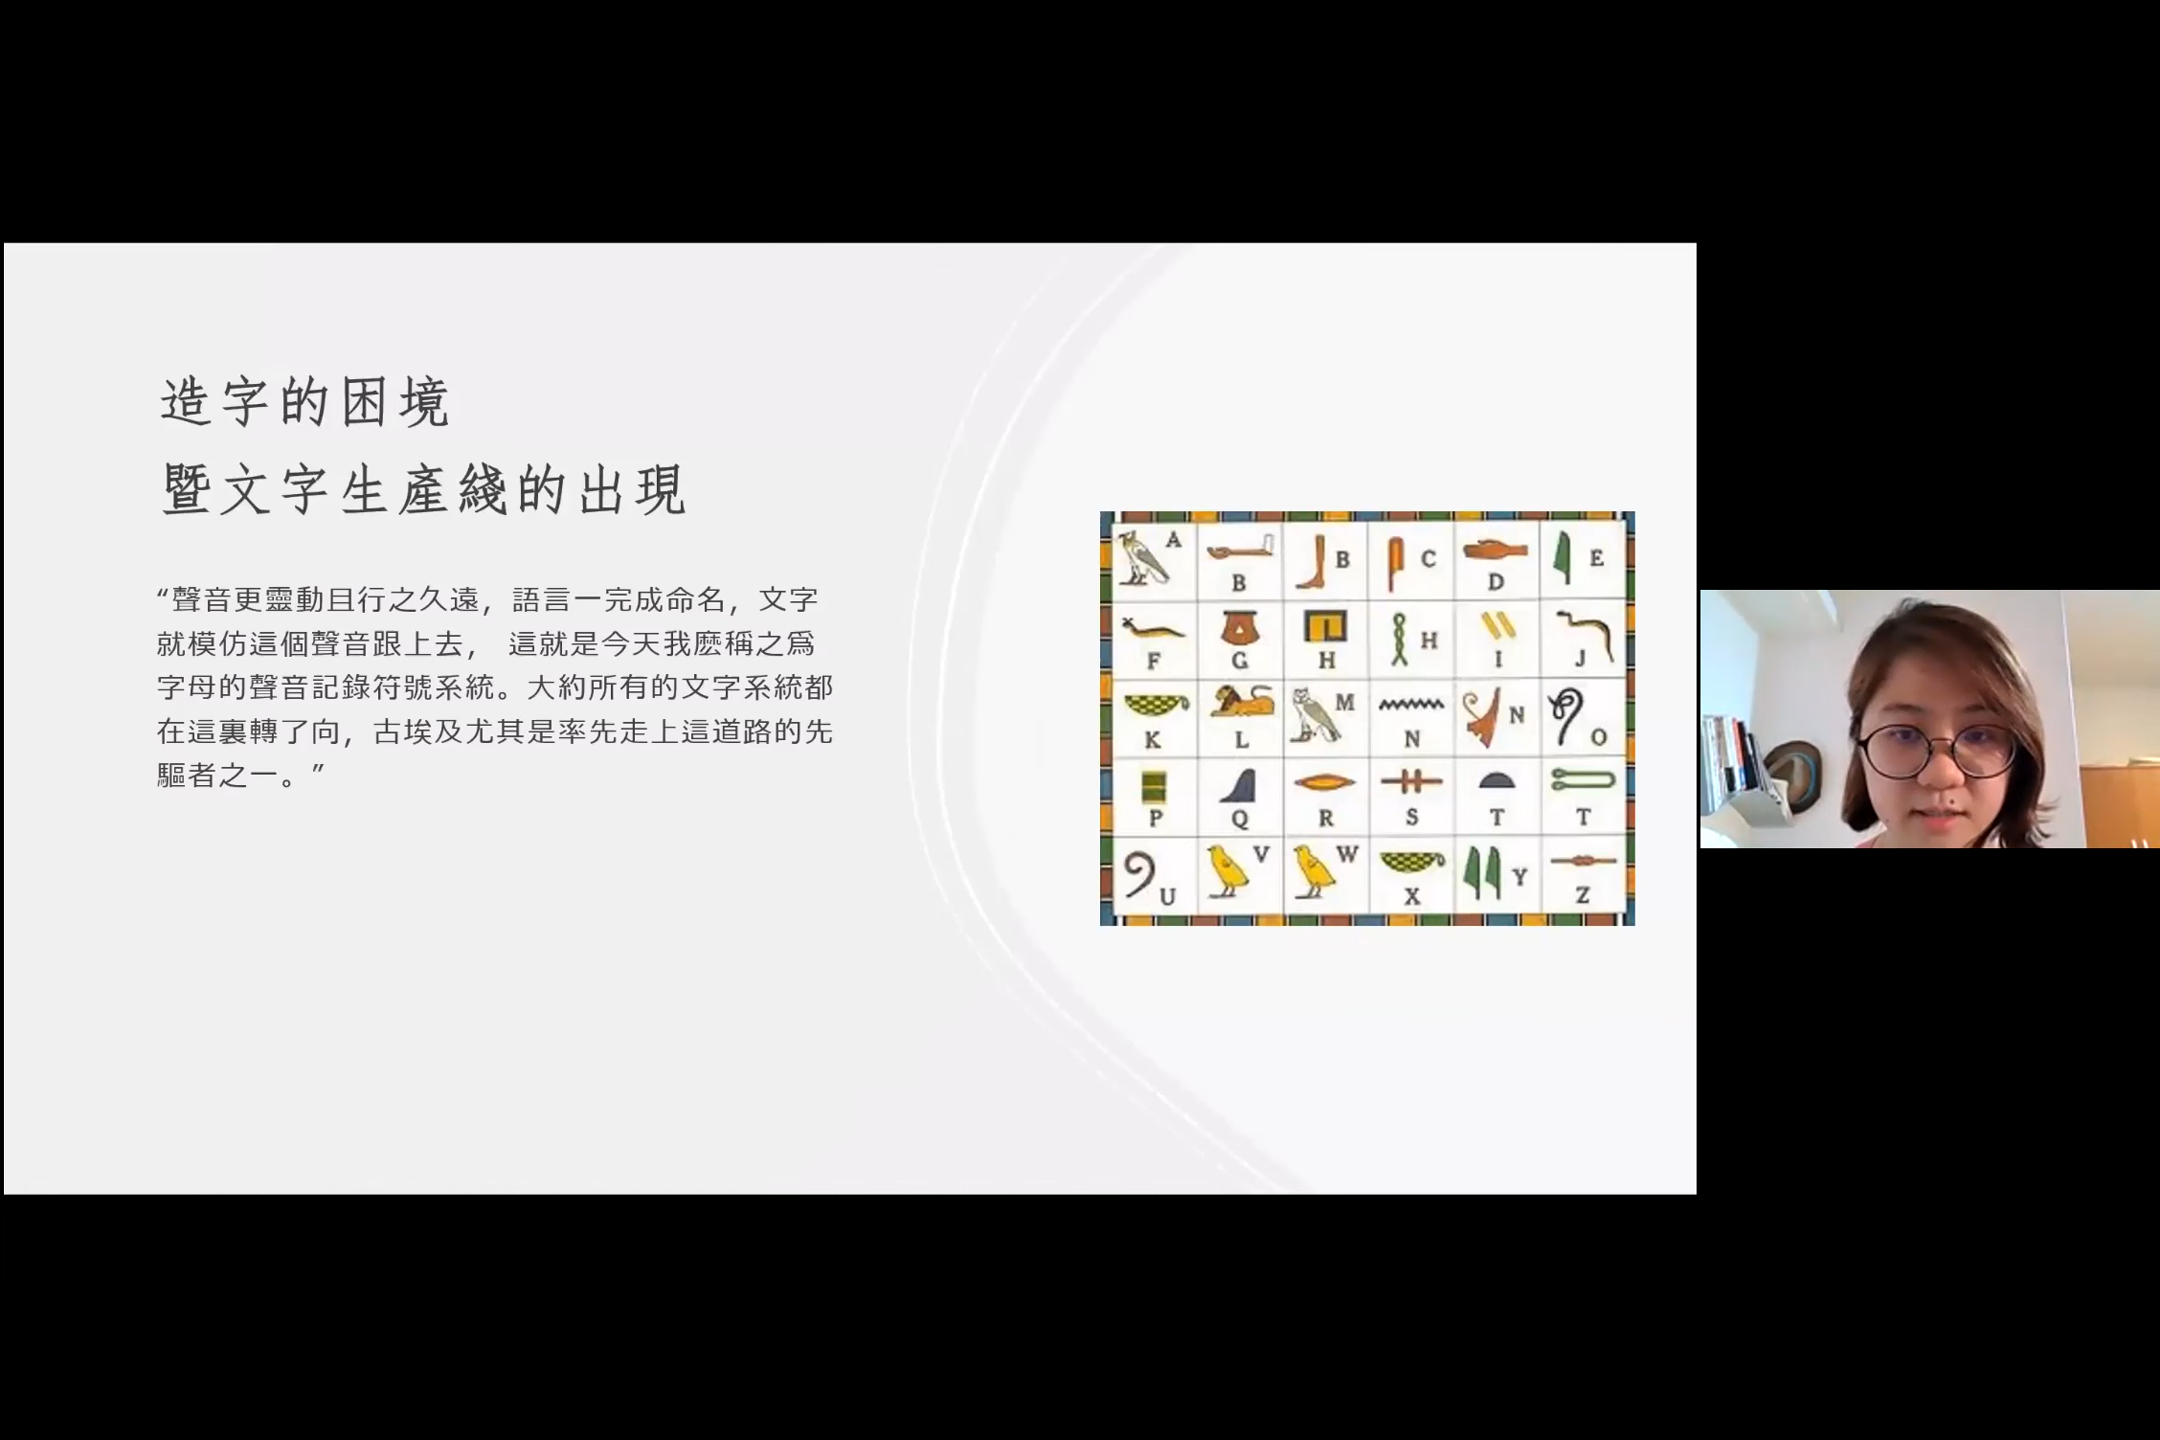 造字的困境
暨文字生產綫的出現
“聲音更靈動且行之久遠，語言一完成命名，文字
就模仿這個聲音跟上去， 這就是今天我麽稱之爲
字母的聲音記錄符號系統。大約所有的文字系統都
在這裏轉了向，古埃及尤其是率先走上這道路的先
驅者之一。”
A B B C D E
F G H H I J
K L M N N O
P Q R S T T
U V W X Y Z